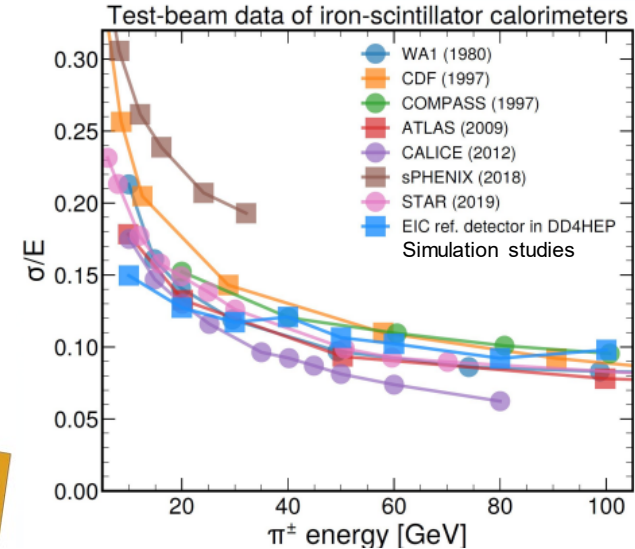 Test-beam data of iron-scintillator calorimeters
σ/E
0.30
0.25
0.20
0.15
0.10
0.05
0.00
WA1 (1980)
CDF (1997)
COMPASS (1997)
ATLAS (2009)
CALICE (2012)
sPHENIX (2018)
STAR (2019)
EIC ref. detector in DD4HEP
Simulation studies
20 40 60 80 100
π± energy [GeV]